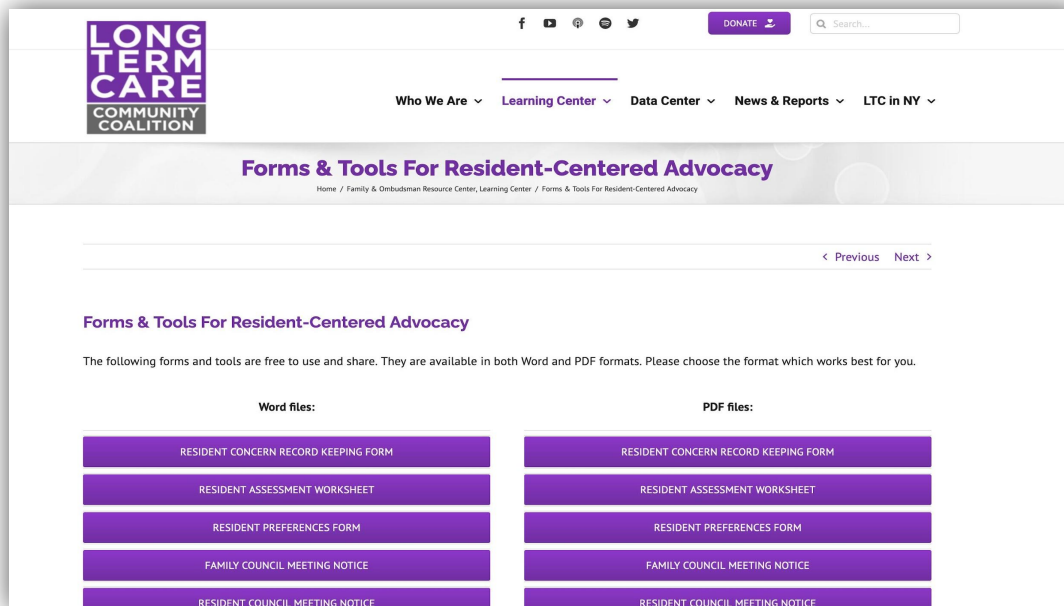 LONG
TERM
CARE
COMMUNITY
COALITION
DONATE
Search...
Who We Are Learning Center Data Center News & Reports LTC in NY
Forms & Tools For Resident-Centered Advocacy
Home / Family & Ombudsman Resource Center, Learning Center / Forms & Tools For Resident-Centered Advocacy
< Previous Next >
Forms & Tools For Resident-Centered Advocacy
The following forms and tools are free to use and share. They are available in both Word and PDF formats. Please choose the format which works best for you.
Word files:
RESIDENT CONCERN RECORD KEEPING FORM
RESIDENT ASSESSMENT WORKSHEET
RESIDENT PREFERENCES FORM
FAMILY COUNCIL MEETING NOTICE
RESIDENT COUNCIL MEETING NOTICE
PDF files:
RESIDENT CONCERN RECORD KEEPING FORM
RESIDENT ASSESSMENT WORKSHEET
RESIDENT PREFERENCES FORM
FAMILY COUNCIL MEETING NOTICE
RESIDENT COUNCIL MEETING NOTICE